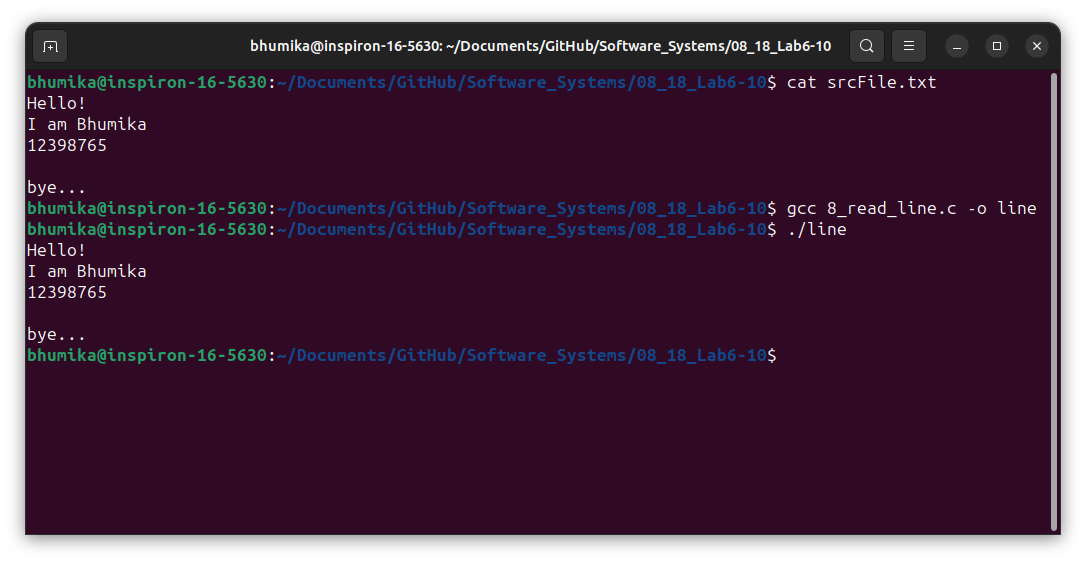 bhumika@inspiron-16-5630: ~/Documents/GitHub/Software_Systems/08_18_Lab6-10
bhumika@inspiron-16-5630:~/Documents/GitHub/Software_Systems/08_18_Lab6-10$ cat srcFile.txt
Hello!
I am Bhumika
12398765

bye...
bhumika@inspiron-16-5630:~/Documents/GitHub/Software_Systems/08_18_Lab6-10$ gcc 8_read_line.c -o line
bhumika@inspiron-16-5630:~/Documents/GitHub/Software_Systems/08_18_Lab6-10$ ./line
Hello!
I am Bhumika
12398765

bye...
bhumika@inspiron-16-5630:~/Documents/GitHub/Software_Systems/08_18_Lab6-10$